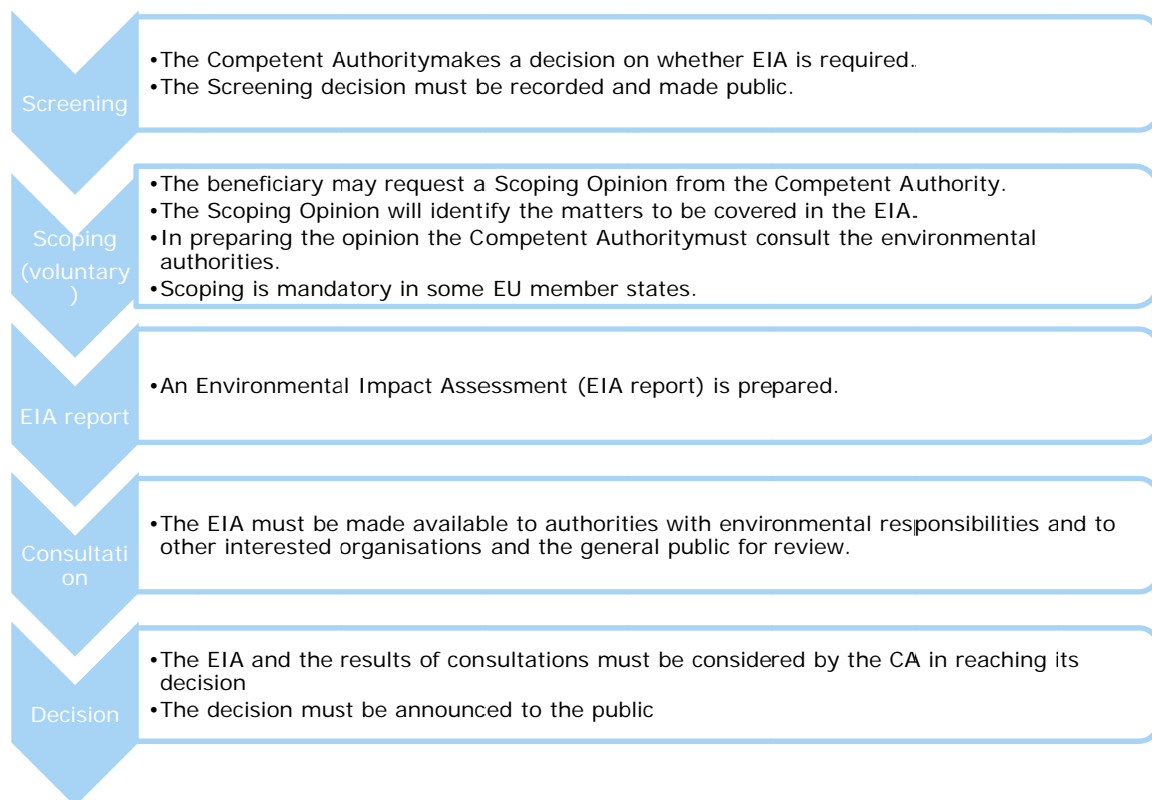 Screening
•The Competent Authoritymakes a decision on whether EIA is required.
•The Screening decision must be recorded and made public.
Scoping
(voluntary
)
•The beneficiary may request a Scoping Opinion from the Competent Authority.
•The Scoping Opinion will identify the matters to be covered in the EIA.
•In preparing the opinion the Competent Authoritymust consult the environmental
authorities.
•Scoping is mandatory in some EU member states.
EIA report
•An Environmental Impact Assessment (EIA report) is prepared.
Consultati
on
•The EIA must be made available to authorities with environmental responsibilities and to
other interested organisations and the general public for review.
Decision
•The EIA and the results of consultations must be considered by the CA in reaching its
decision
•The decision must be announced to the public